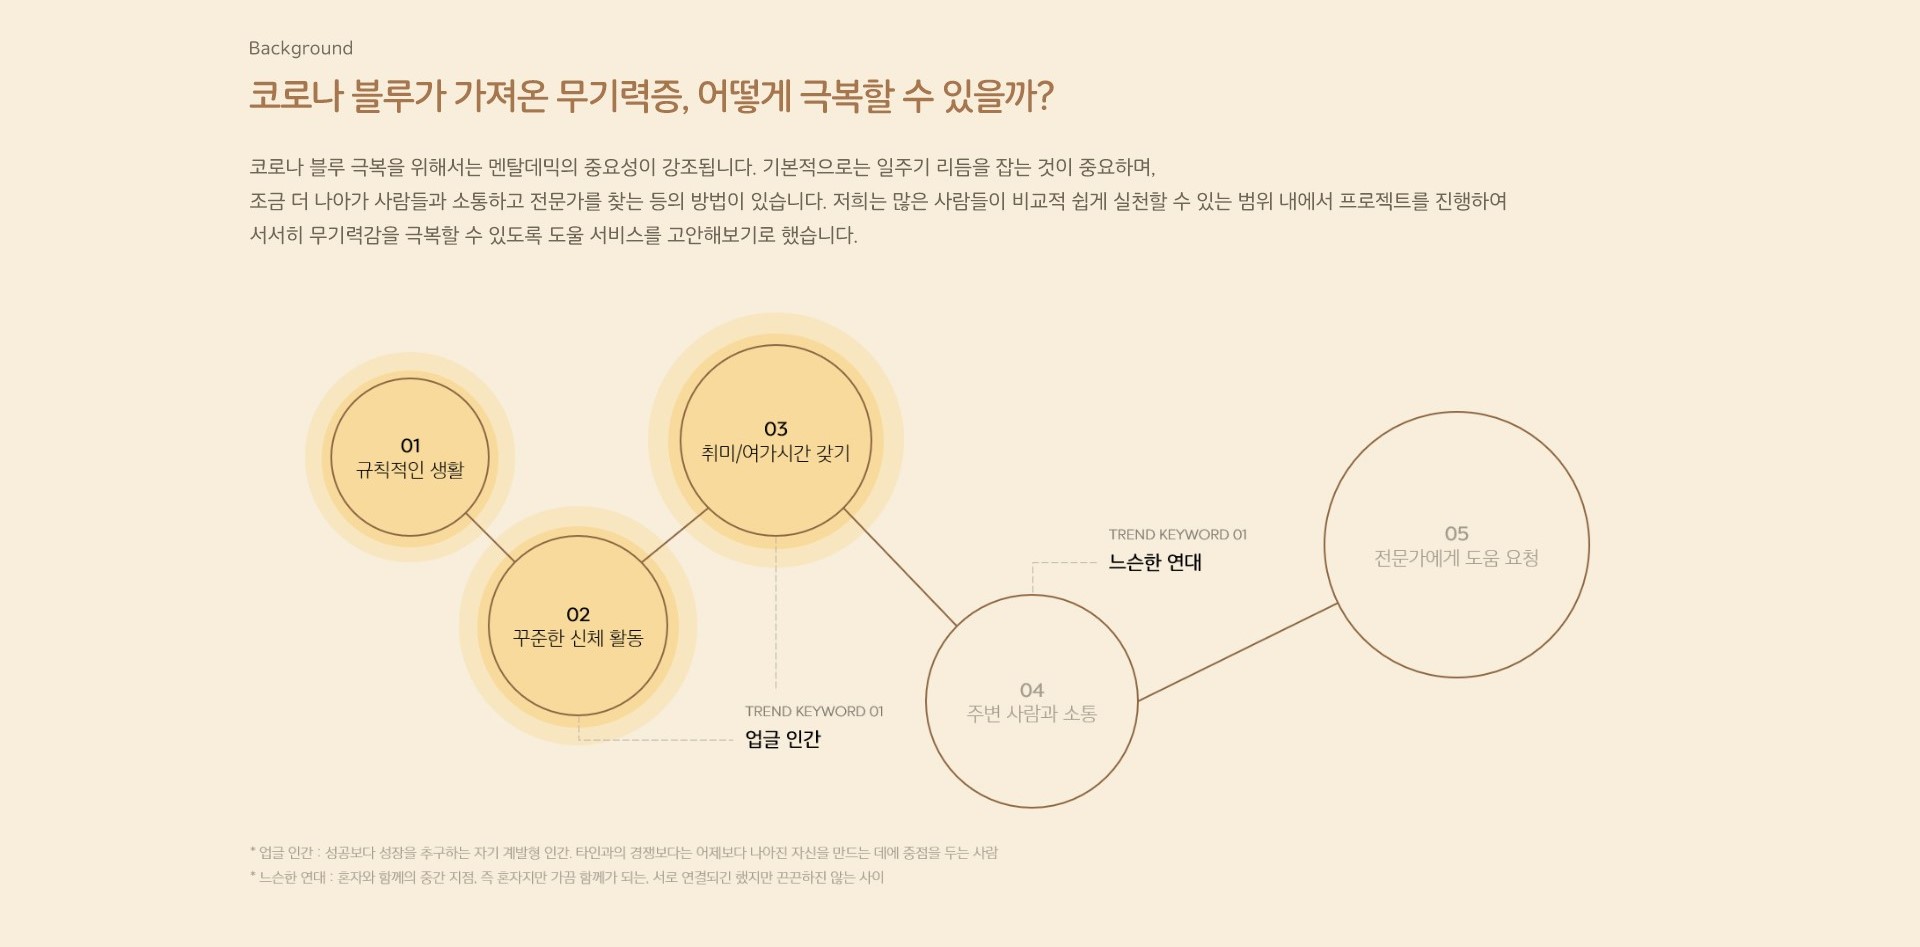 Background
코로나 블루가 가져온 무기력증, 어떻게 극복할 수 있을까?
코로나 블루 극복을 위해서는 멘탈데믹의 중요성이 강조됩니다. 기본적으로는 일주기 리듬을 잡는 것이 중요하며,
조금 더 나아가 사람들과 소통하고 전문가를 찾는 등의 방법이 있습니다. 저희는 많은 사람들이 비교적 쉽게 실천할 수 있는 범위 내에서 프로젝트를 진행하여
서서히 무기력감을 극복할 수 있도록 도울 서비스를 고안해보기로 했습니다.
01
규칙적인 생활
02
꾸준한 신체 활동
03
취미/여가시간 갖기
TREND KEYWORD 01
업글 인간
TREND KEYWORD 01
느슨한 연대
04
주변 사람과 소통
05
전문가에게 도움 요청
* 업글 인간 : 성공보다 성장을 추구하는 자기 계발형 인간. 타인과의 경쟁보다는 어제보다 나아진 자신을 만드는 데에 중점을 두는 사람
* 느슨한 연대 : 혼자와 함께의 중간 지점, 즉 혼자지만 가끔 함께가 되는, 서로 연결되긴 했지만 끈끈하진 않는 사이